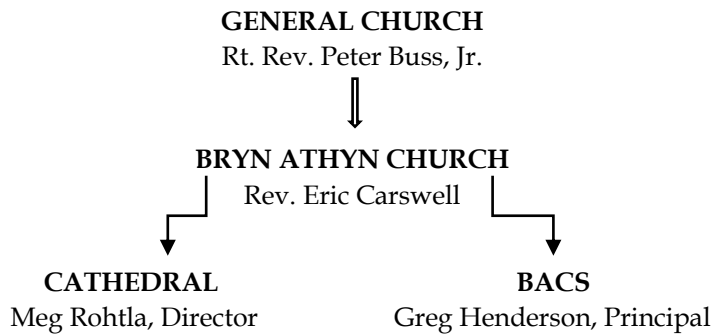 GENERAL CHURCH
Rt. Rev. Peter Buss, Jr.
BRYN ATHYN CHURCH
Rev. Eric Carswell
CATHEDRAL
Meg Rohtla, Director
BACS
Greg Henderson, Principal